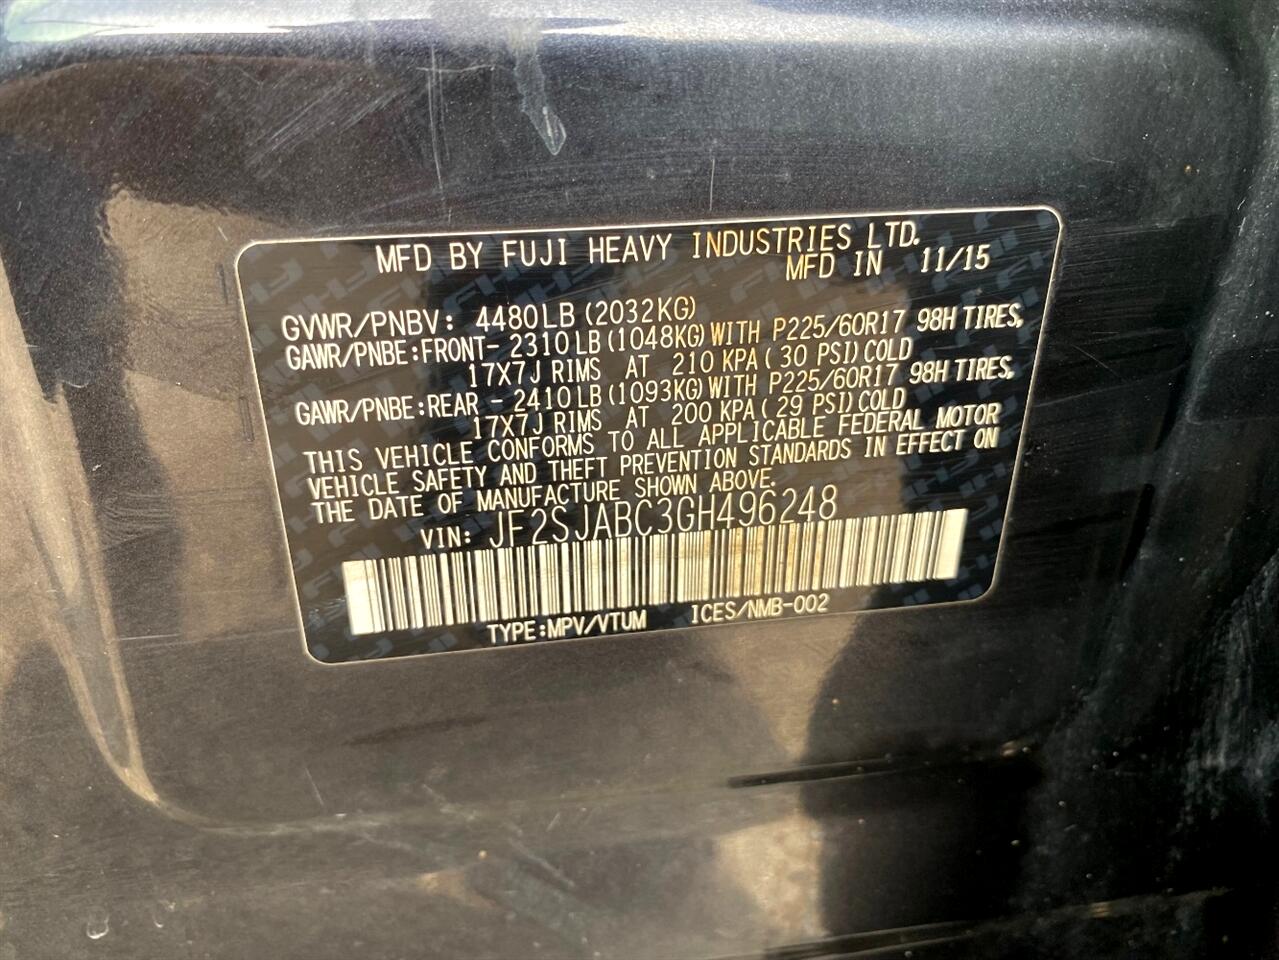 MFD BY FUJI HEAVY INDUSTRIES LTD.
MFD IN 11/15
GVWR/PNBV: 4480LB (2032KG)
GAWR/PNBE:FRONT- 2310LB (1048KG) WITH P225/60R17 98H TIRES,
17X7J RIMS AT 210 KPA ( 30 PSI) COLD
GAWR/PNBE:REAR - 2410LB (1093KG) WITH P225/60R17 98H TIRES,
17X7J RIMS AT 200 KPA ( 29 PSI) COLD
THIS VEHICLE CONFORMS TO ALL APPLICABLE FEDERAL MOTOR
VEHICLE SAFETY AND THEFT PREVENTION STANDARDS IN EFFECT ON
THE DATE OF MANUFACTURE SHOWN ABOVE.
VIN: JF2SJABC3GH496248
TYPE:MPV/VTUM ICES/NMB-002